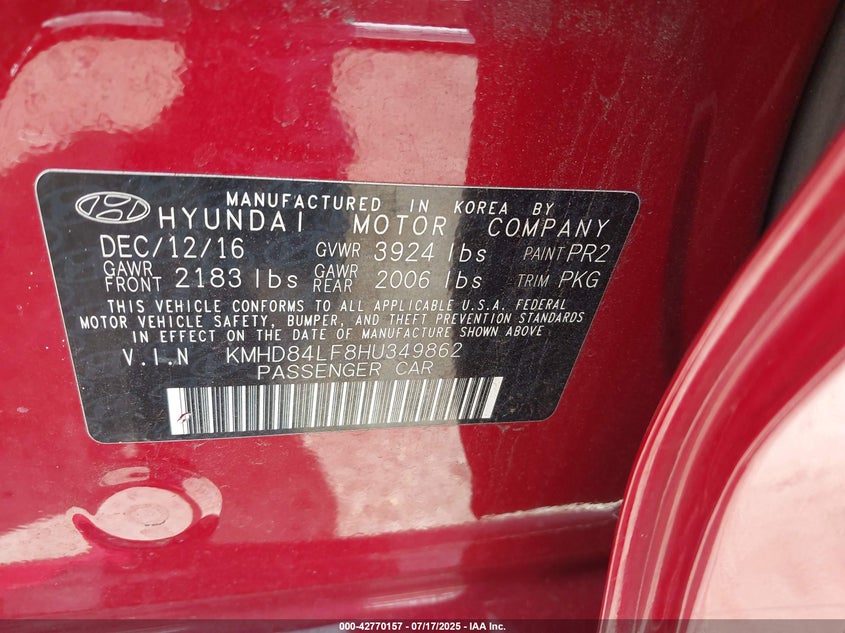 MANUFACTURED IN KOREA BY
HYUNDAI MOTOR COMPANY
DEC/12/16 GVWR 3924 lbs PAINT PR2
GAWR FRONT 2183 lbs GAWR REAR 2006 lbs TRIM PKG
THIS VEHICLE CONFORMS TO ALL APPLICABLE U.S.A. FEDERAL
MOTOR VEHICLE SAFETY, BUMPER, AND THEFT PREVENTION STANDARDS
IN EFFECT ON THE DATE OF MANUFACTURE SHOWN ABOVE
V.I.N KMHD84LF8HU349862
PASSENGER CAR
000-42770157 - 07/17/2025 - IAA Inc.